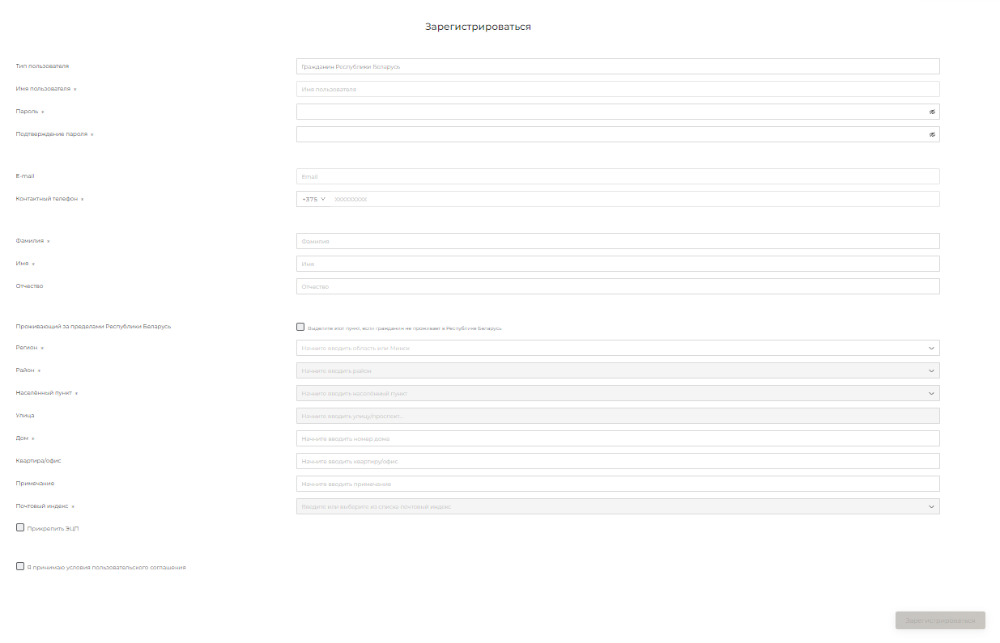 Зарегистрироваться
Тип пользователя Гражданин Республики Беларусь
Имя пользователя * Имя пользователя
Пароль *
Подтверждение пароля *
E-mail Email
Контактный телефон * +375 XXXXXXXXX
Фамилия * Фамилия
Имя * Имя
Отчество Отчество
Проживающий за пределами Республики Беларусь Выделите этот пункт, если гражданин не проживает в Республике Беларусь
Регион * Начните вводить область или Минск
Район * Начните вводить район
Населённый пункт * Начните вводить населённый пункт
Улица Начните вводить улицу/проспект...
Дом * Начните вводить номер дома
Квартира/офис Начните вводить квартиру/офис
Примечание Начните вводить примечание
Почтовый индекс * Введите или выберите из списка почтовый индекс
Прикрепить ЭЦП
Я принимаю условия пользовательского соглашения
Зарегистрироваться